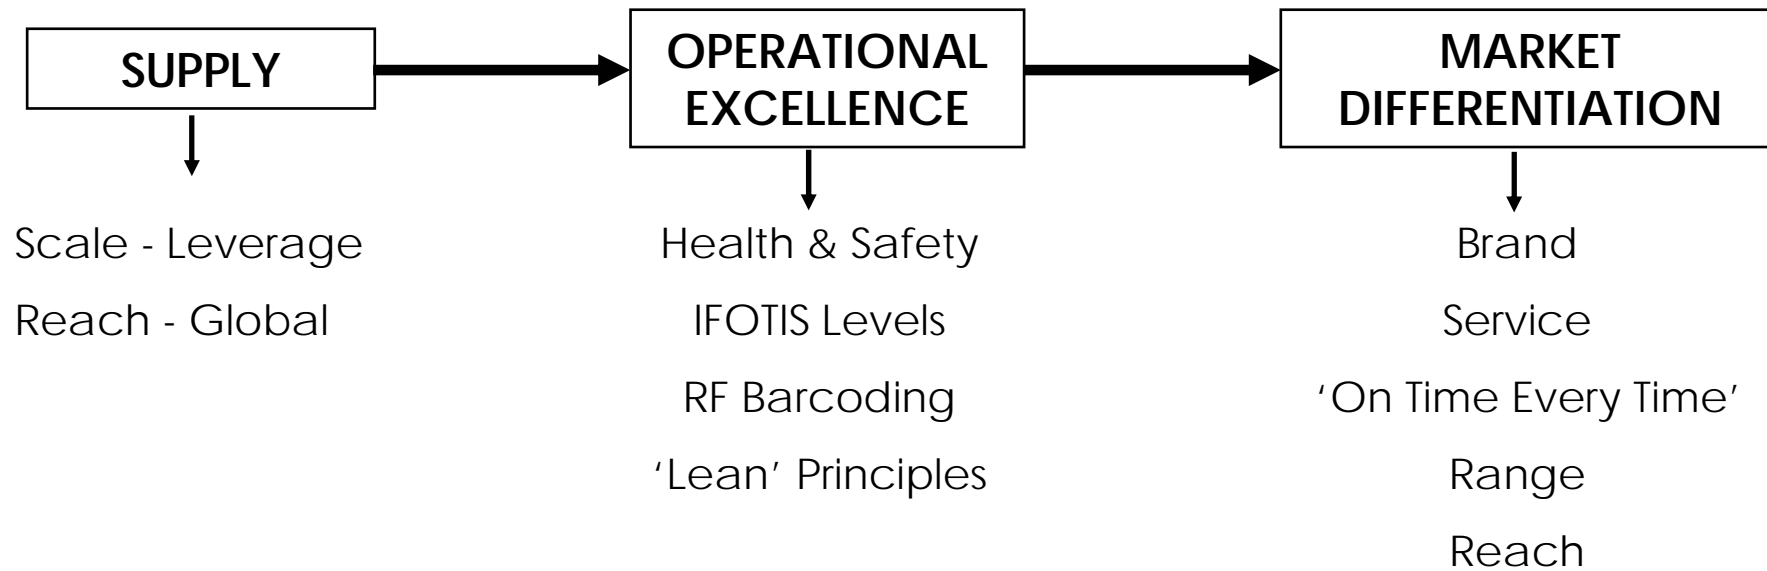 SUPPLY
OPERATIONAL
EXCELLENCE
MARKET
DIFFERENTIATION
Scale - Leverage
Reach - Global
Health & Safety
IFOTIS Levels
RF Barcoding
‘Lean’ Principles
Brand
Service
‘On Time Every Time’
Range
Reach